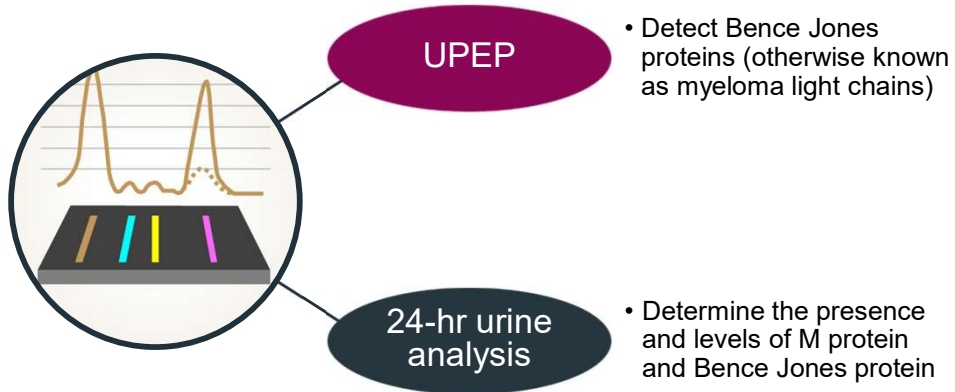 UPEP
• Detect Bence Jones
proteins (otherwise known
as myeloma light chains)
24-hr urine
analysis
• Determine the presence
and levels of M protein
and Bence Jones protein